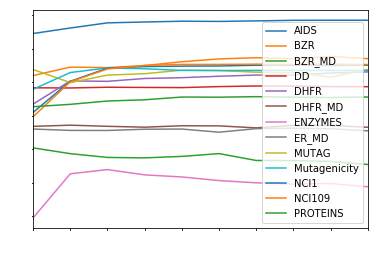 AIDS
BZR
BZR_MD
DD
DHFR
DHFR_MD
ENZYMES
ER_MD
MUTAG
Mutagenicity
NCI1
NCI109
PROTEINS